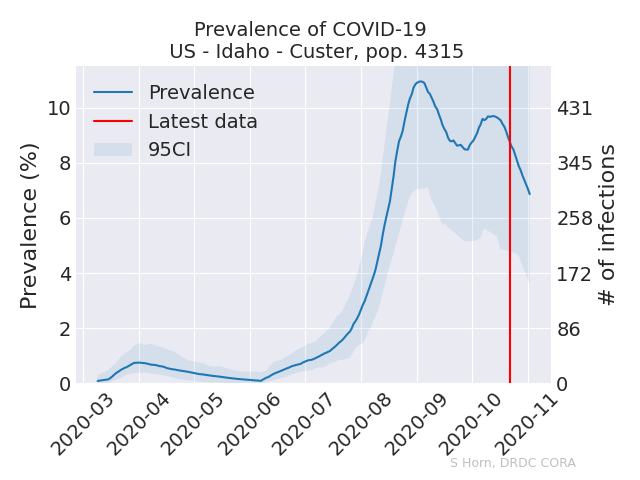 Prevalence of COVID-19
US - Idaho - Custer, pop. 4315
Prevalence
Latest data
95CI
Prevalence (%)
10
8
6
4
2
0
431
345
258
172
86
0
# of infections
2020-03
2020-04
2020-05
2020-06
2020-07
2020-08
2020-09
2020-10
2020-11
S Horn, DRDC CORA